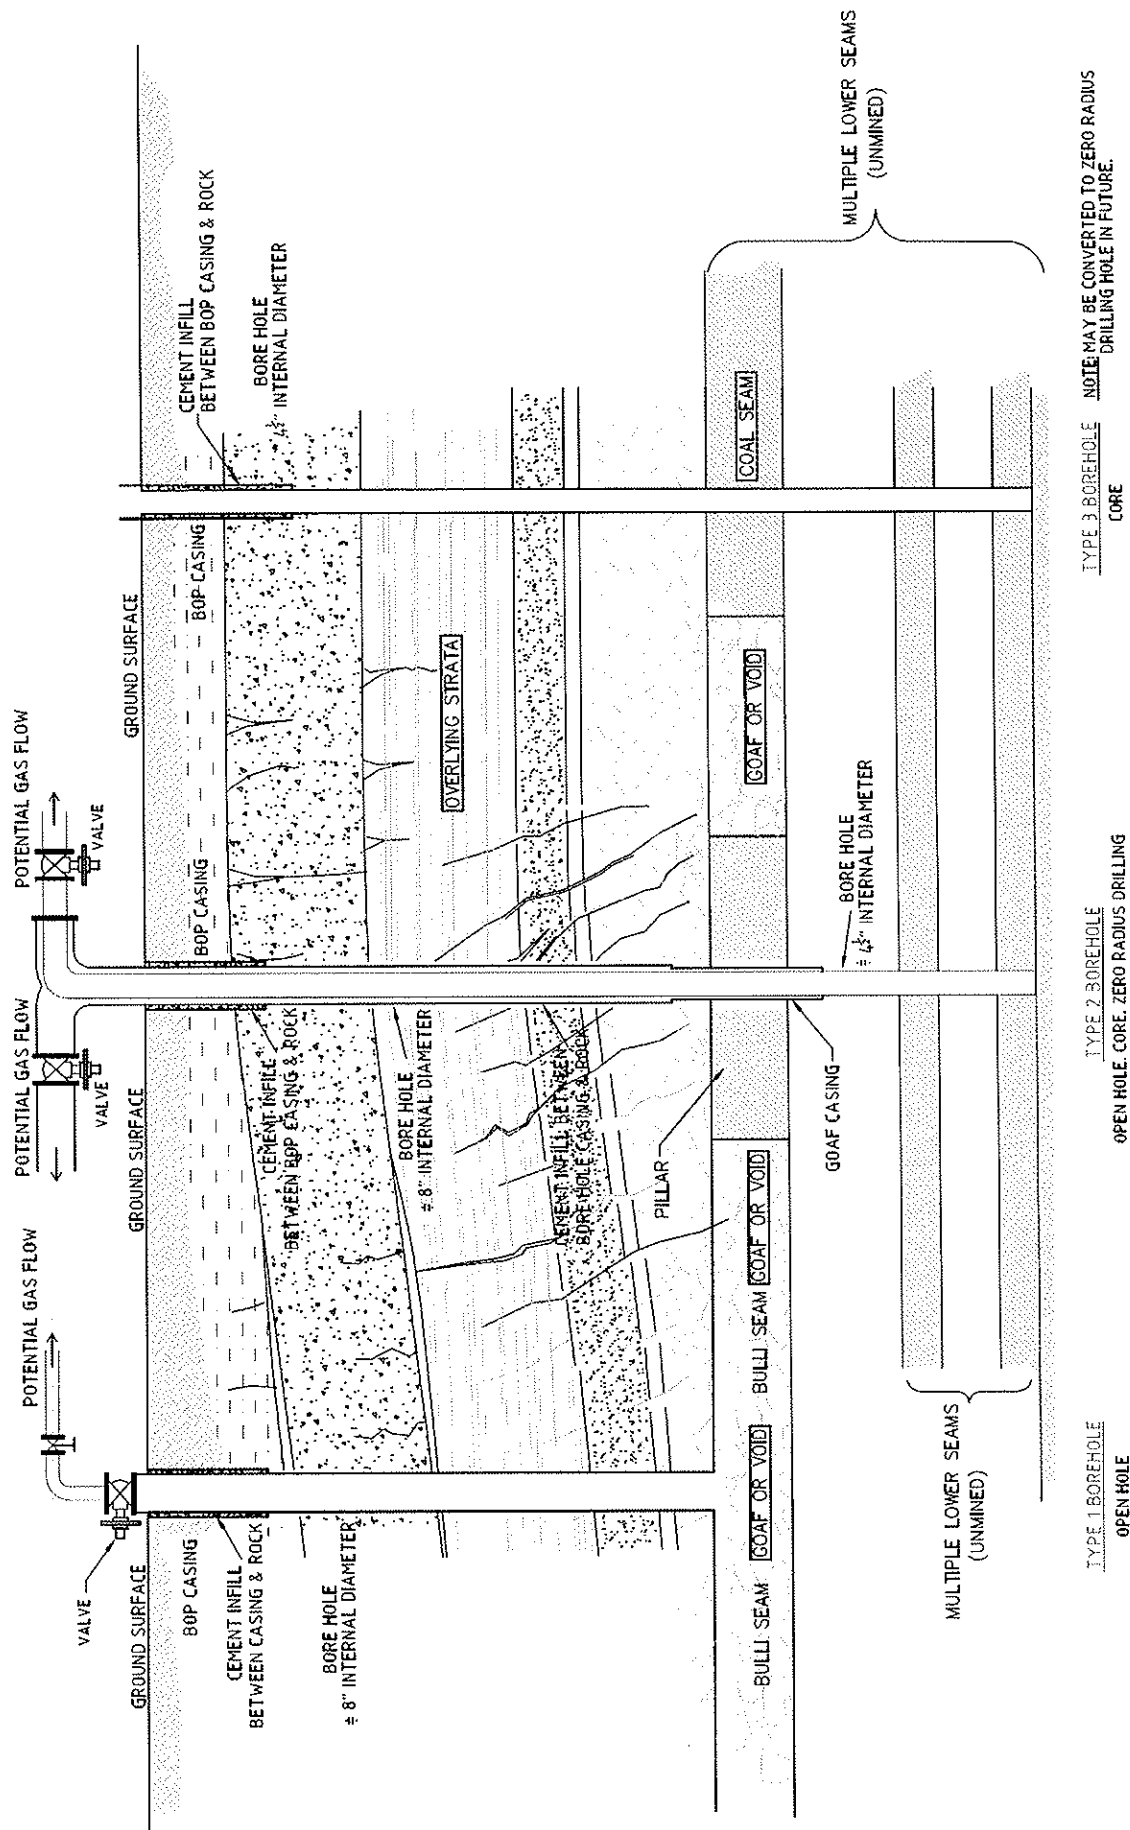 POTENTIAL GAS FLOW
VALVE
GROUND SURFACE
BOP CASING
CEMENT INFILL
BETWEEN CASING & ROCK
BORE HOLE
± 8" INTERNAL DIAMETER
BULLI SEAM
GOAF OR VOID
BULLI SEAM
GOAF OR VOID
MULTIPLE LOWER SEAMS
(UNMINED)
TYPE 1 BOREHOLE
OPEN HOLE
POTENTIAL GAS FLOW
VALVE
GROUND SURFACE
CEMENT INFILL
BETWEEN BOP CASING & ROCK
BORE HOLE
± 8" INTERNAL DIAMETER
CEMENT INFILL BETWEEN
BORE HOLE CASING & ROCK
PILLAR
GOAF CASING
POTENTIAL GAS FLOW
VALVE
BOP CASING
BORE HOLE
± 4½" INTERNAL DIAMETER
TYPE 2 BOREHOLE
OPEN HOLE, CORE, ZERO RADIUS DRILLING
GROUND SURFACE
BOP CASING
OVERLYING STRATA
GOAF OR VOID
CEMENT INFILL
BETWEEN BOP CASING & ROCK
BORE HOLE
4½" INTERNAL DIAMETER
COAL SEAM
MULTIPLE LOWER SEAMS
(UNMINED)
TYPE 3 BOREHOLE
CORE
NOTE: MAY BE CONVERTED TO ZERO RADIUS
DRILLING HOLE IN FUTURE.